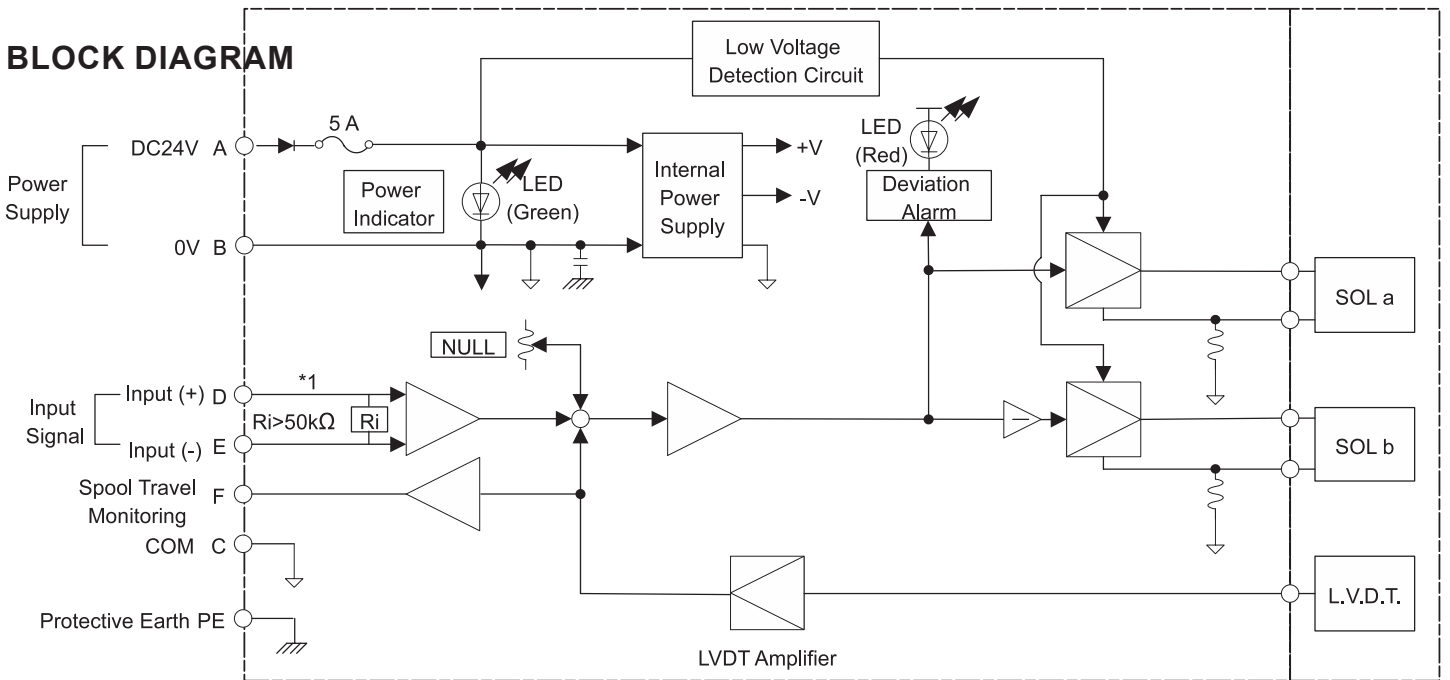 BLOCK DIAGRAM
Low Voltage
Detection Circuit
Power
Supply
DC24V A
5 A
0V B
Power
Indicator
LED
(Green)
Internal
Power
Supply
+V
-V
LED
(Red)
Deviation
Alarm
SOL a
NULL
Input
Signal
Input (+) D
*1
Ri>50kΩ
Ri
Input (-) E
SOL b
Spool Travel
Monitoring
F
COM C
Protective Earth PE
LVDT Amplifier
L.V.D.T.